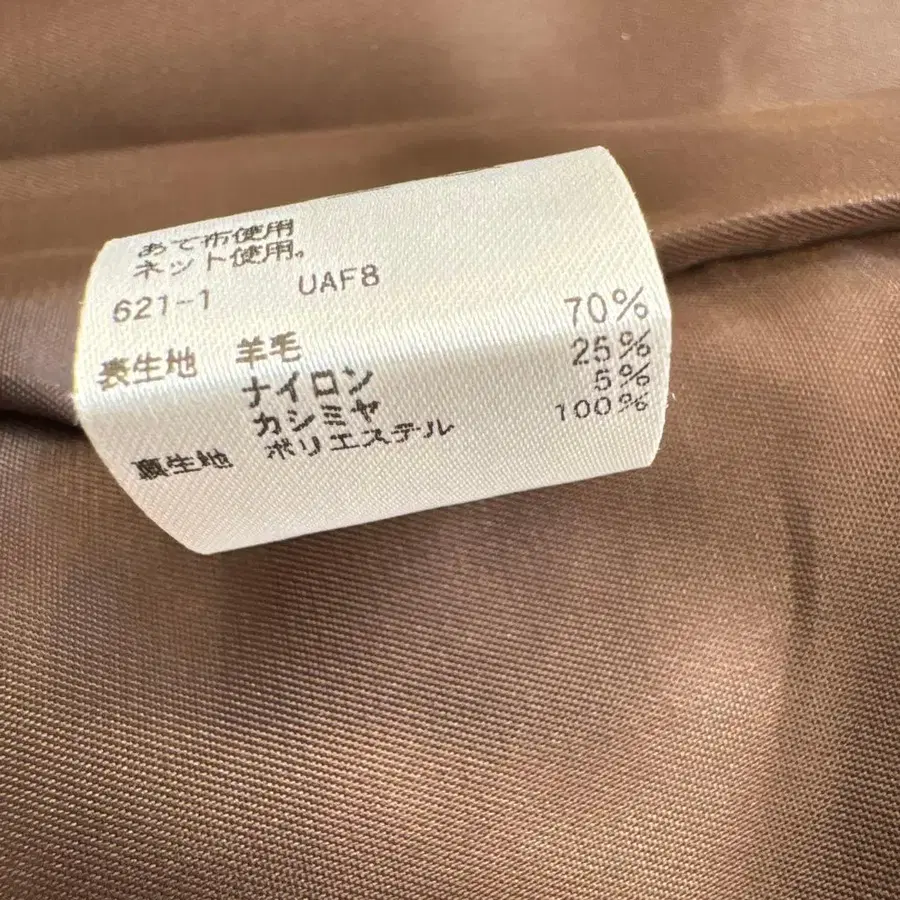 あて布使用
ネット使用。
621-1 UAF8
表生地 羊毛 70%
ナイロン 25%
カシミヤ 5%
裏生地 ポリエステル 100%